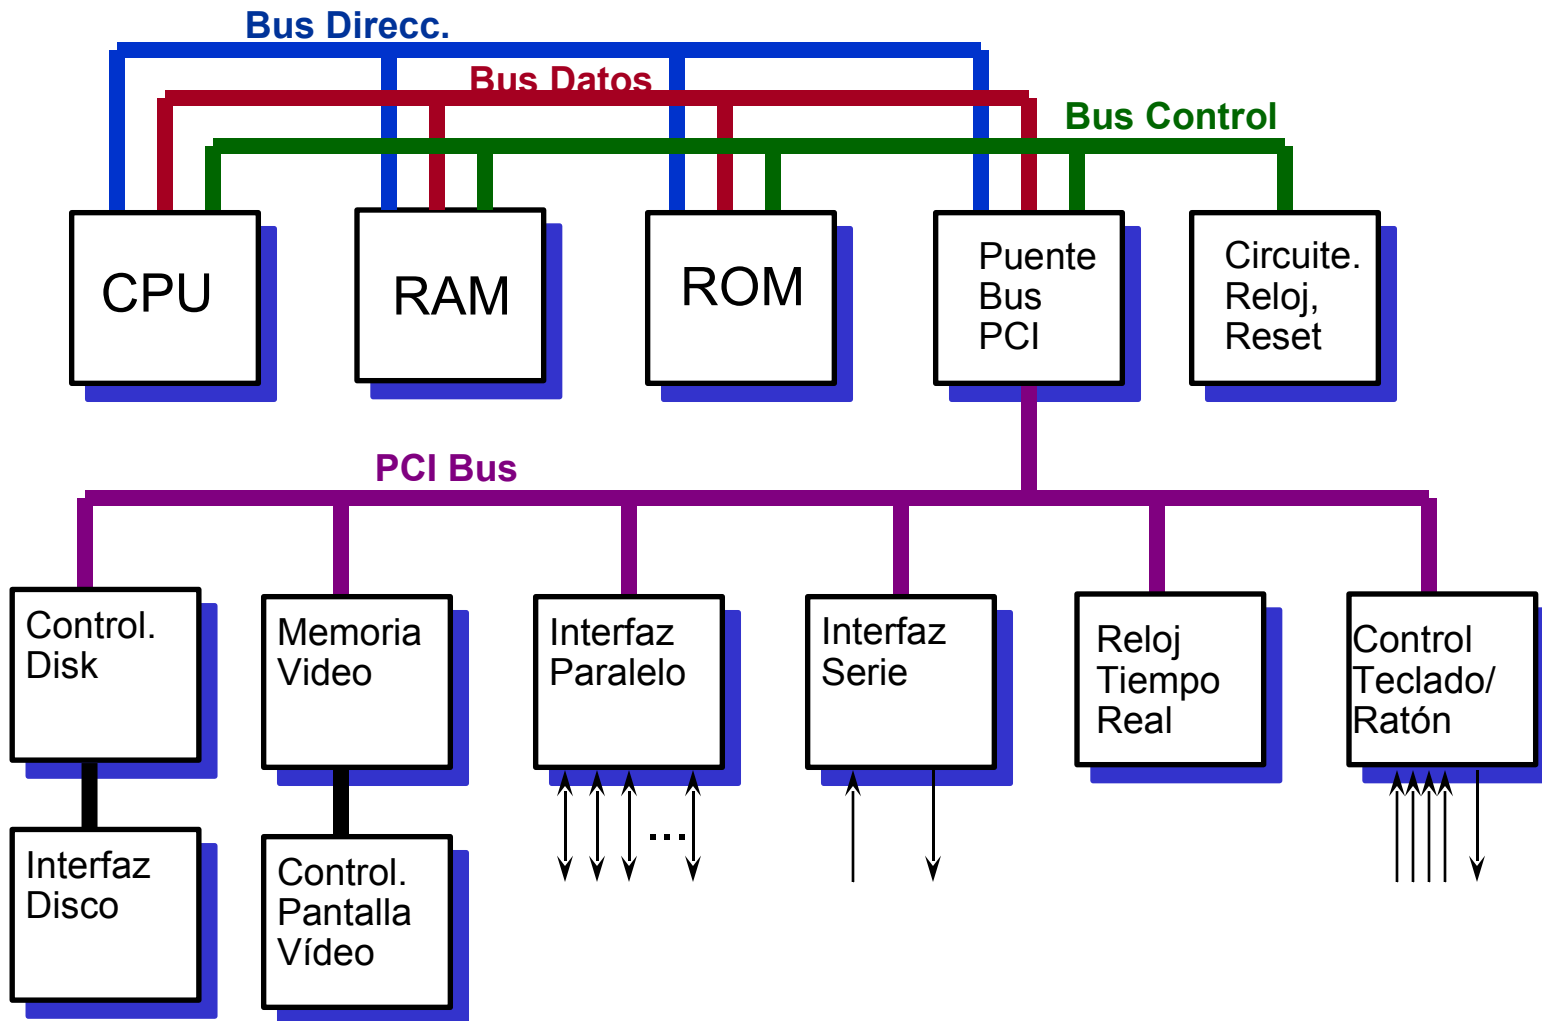 Bus Direcc.
Bus Datos
Bus Control
CPU
RAM
ROM
Puente
Bus
PCI
Circuite.
Reloj,
Reset
PCI Bus
Control.
Disk
Memoria
Video
Interfaz
Paralelo
Interfaz
Serie
Reloj
Tiempo
Real
Control
Teclado/
Ratón
...
Interfaz
Disco
Control.
Pantalla
Vídeo